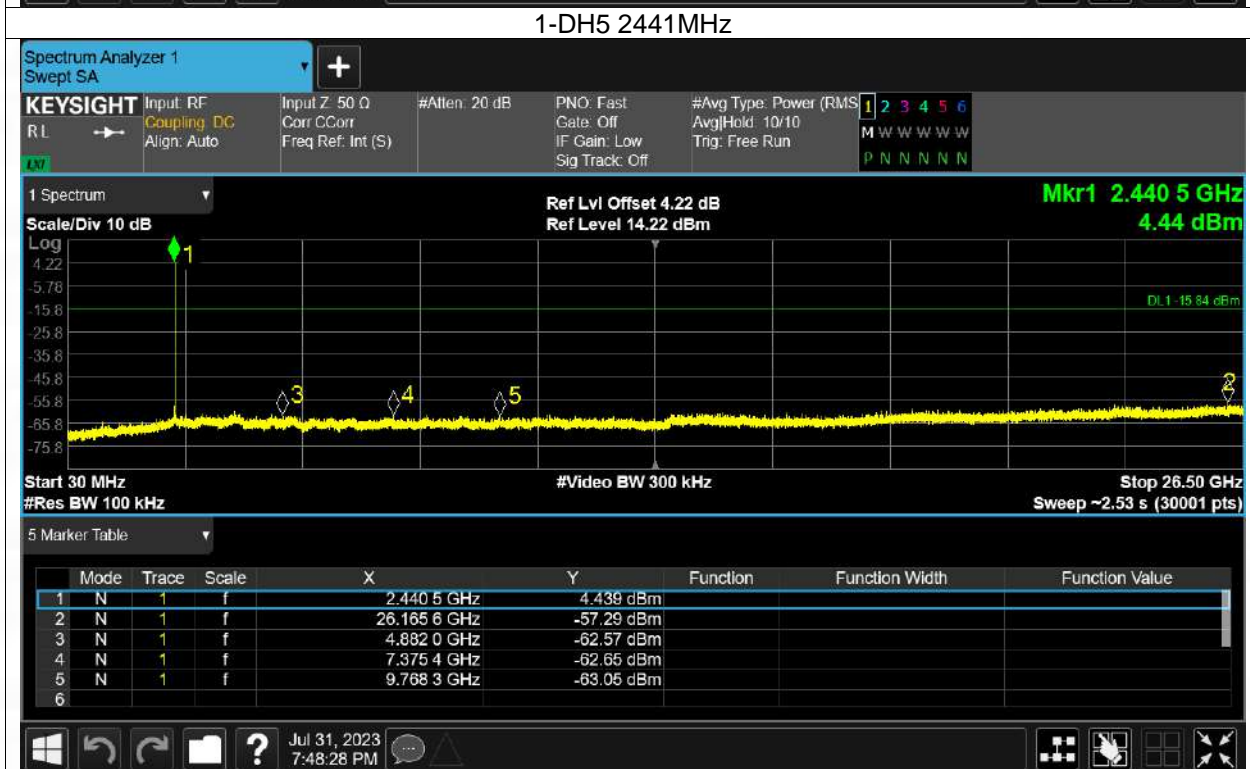 1-DH5 2441MHz
Spectrum Analyzer 1
Swept SA
+
KEYSIGHT Input: RF Input Z: 50 Ω #Atten: 20 dB PNO: Fast #Avg Type: Power (RMS 1 2 3 4 5 6
RL Coupling: DC Corr CCorr Gate: Off Avg|Hold: 10/10 M W W W W W
Align: Auto Freq Ref: Int (S) IF Gain: Low Trig: Free Run
LXI Sig Track: Off P N N N N N
1 Spectrum Ref Lvl Offset 4.22 dB Mkr1 2.440 5 GHz
Scale/Div 10 dB Ref Level 14.22 dBm 4.44 dBm
Log
1
4.22
-5.78
DL1 -15.84 dBm
-15.8
-25.8
-35.8
-45.8
2
3 4 5
-55.8
-65.8
-75.8
Start 30 MHz #Video BW 300 kHz Stop 26.50 GHz
#Res BW 100 kHz Sweep ~2.53 s (30001 pts)
5 Marker Table
Mode Trace Scale X Y Function Function Width Function Value
1 N 1 f 2.440 5 GHz 4.439 dBm
2 N 1 f 26.165 6 GHz -57.29 dBm
3 N 1 f 4.882 0 GHz -62.57 dBm
4 N 1 f 7.375 4 GHz -62.65 dBm
5 N 1 f 9.768 3 GHz -63.05 dBm
6
? Jul 31, 2023
7:48:28 PM